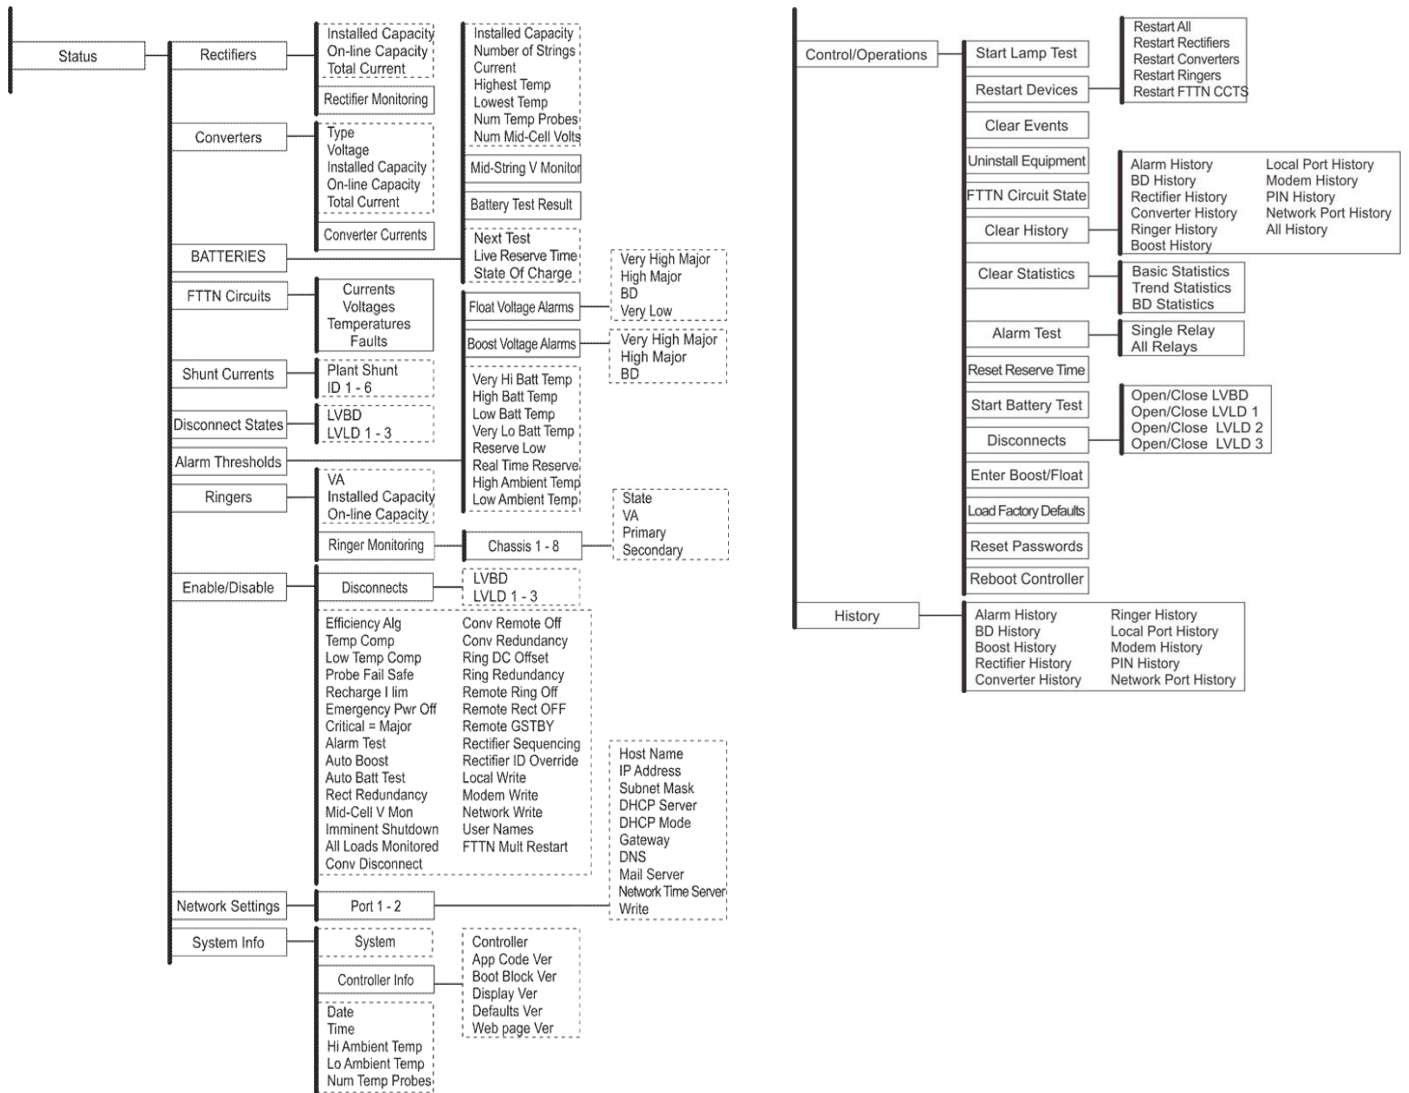 Status
Rectifiers
Installed Capacity
On-line Capacity
Total Current
Rectifier Monitoring
Converters
Type
Voltage
Installed Capacity
On-line Capacity
Total Current
Converter Currents
BATTERIES
Installed Capacity
Number of Strings
Current
Highest Temp
Lowest Temp
Num Temp Probes
Num Mid-Cell Volts
Mid-String V Monitor
Battery Test Result
Next Test
Live Reserve Time
State Of Charge
FTTN Circuits
Currents
Voltages
Temperatures
Faults
Shunt Currents
Plant Shunt
ID 1 - 6
Disconnect States
LVBD
LVLD 1 - 3
Alarm Thresholds
Float Voltage Alarms
Very High Major
High Major
BD
Very Low
Boost Voltage Alarms
Very High Major
High Major
BD
Very Hi Batt Temp
High Batt Temp
Low Batt Temp
Very Lo Batt Temp
Reserve Low
Real Time Reserve
High Ambient Temp
Low Ambient Temp
Ringers
VA
Installed Capacity
On-line Capacity
Ringer Monitoring
Chassis 1 - 8
State
VA
Primary
Secondary
Enable/Disable
Disconnects
LVBD
LVLD 1 - 3
Efficiency Alg
Temp Comp
Low Temp Comp
Probe Fail Safe
Recharge I lim
Emergency Pwr Off
Critical = Major
Alarm Test
Auto Boost
Auto Batt Test
Rect Redundancy
Mid-Cell V Mon
Imminent Shutdown
All Loads Monitored
Conv Disconnect
Conv Remote Off
Conv Redundancy
Ring DC Offset
Ring Redundancy
Remote Ring Off
Remote Rect OFF
Remote GSTBY
Rectifier Sequencing
Rectifier ID Override
Local Write
Modem Write
Network Write
User Names
FTTN Mult Restart
Network Settings
Port 1 - 2
Host Name
IP Address
Subnet Mask
DHCP Server
DHCP Mode
Gateway
DNS
Mail Server
Network Time Server
Write
System Info
System
Controller Info
Controller
App Code Ver
Boot Block Ver
Display Ver
Defaults Ver
Web page Ver
Date
Time
Hi Ambient Temp
Lo Ambient Temp
Num Temp Probes
Control/Operations
Start Lamp Test
Restart Devices
Restart All
Restart Rectifiers
Restart Converters
Restart Ringers
Restart FTTN CCTS
Clear Events
Uninstall Equipment
FTTN Circuit State
Clear History
Alarm History
BD History
Rectifier History
Converter History
Ringer History
Boost History
Local Port History
Modem History
PIN History
Network Port History
All History
Clear Statistics
Basic Statistics
Trend Statistics
BD Statistics
Alarm Test
Single Relay
All Relays
Reset Reserve Time
Start Battery Test
Disconnects
Open/Close LVBD
Open/Close LVLD 1
Open/Close LVLD 2
Open/Close LVLD 3
Enter Boost/Float
Load Factory Defaults
Reset Passwords
Reboot Controller
History
Alarm History
BD History
Boost History
Rectifier History
Converter History
Ringer History
Local Port History
Modem History
PIN History
Network Port History